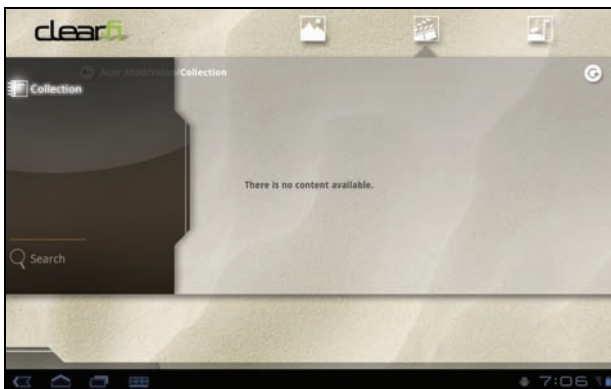 clear.fi
Acer A500/Video/Collection
Collection
There is no content available.
Search
7:06